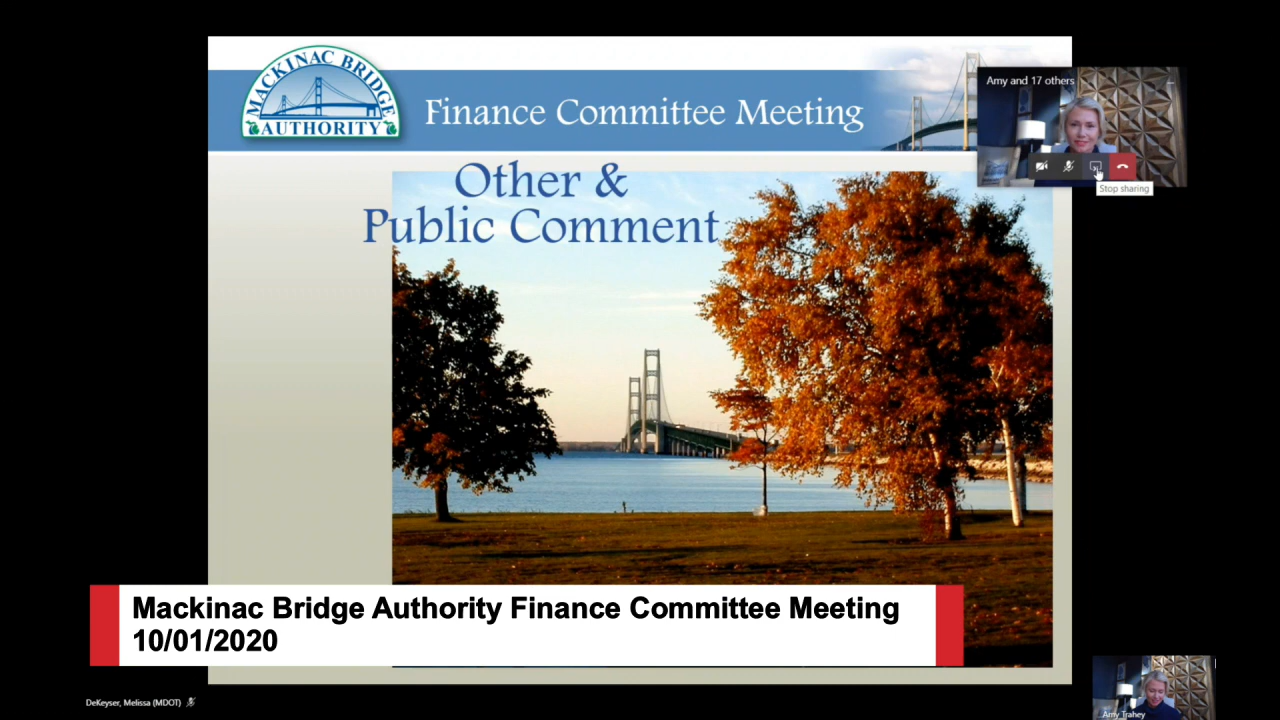 MACKINAC BRIDGE
AUTHORITY
Finance Committee Meeting
Amy and 17 others
Stop sharing
Other &
Public Comment
Mackinac Bridge Authority Finance Committee Meeting
10/01/2020
DeKeyser, Melissa (MDOT)
Amy Trahey